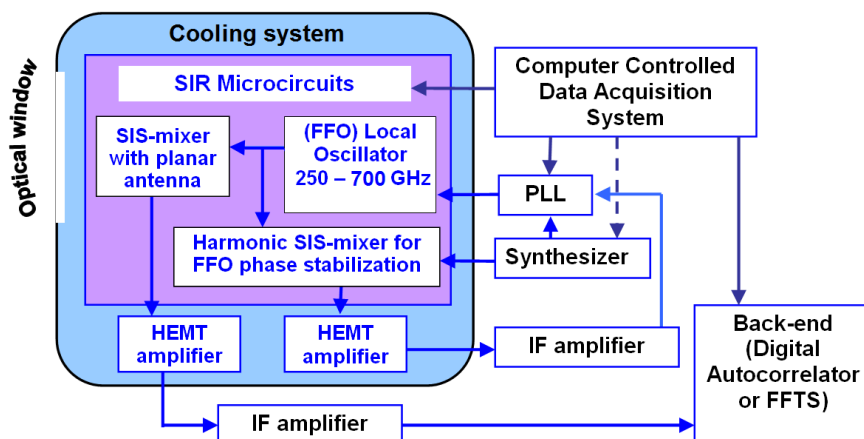 Cooling system
Optical window
SIR Microcircuits
Computer Controlled
Data Acquisition
System
SIS-mixer
with planar
antenna
(FFO) Local
Oscillator
250 – 700 GHz
PLL
Harmonic SIS-mixer for
FFO phase stabilization
Synthesizer
HEMT
amplifier
HEMT
amplifier
IF amplifier
Back-end
(Digital
Autocorrelator
or FFTS)
IF amplifier